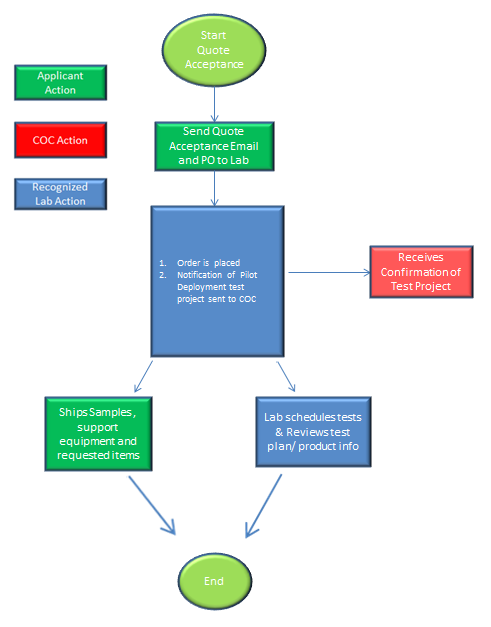 Start
Quote
Acceptance
Applicant
Action
COC Action
Recognized
Lab Action
Send Quote
Acceptance Email
and PO to Lab
1. Order is placed
2. Notification of Pilot
Deployment test
project sent to COC
Receives
Confirmation of
Test Project
Ships Samples,
support
equipment and
requested items
Lab schedules tests
& Reviews test
plan/ product info
End